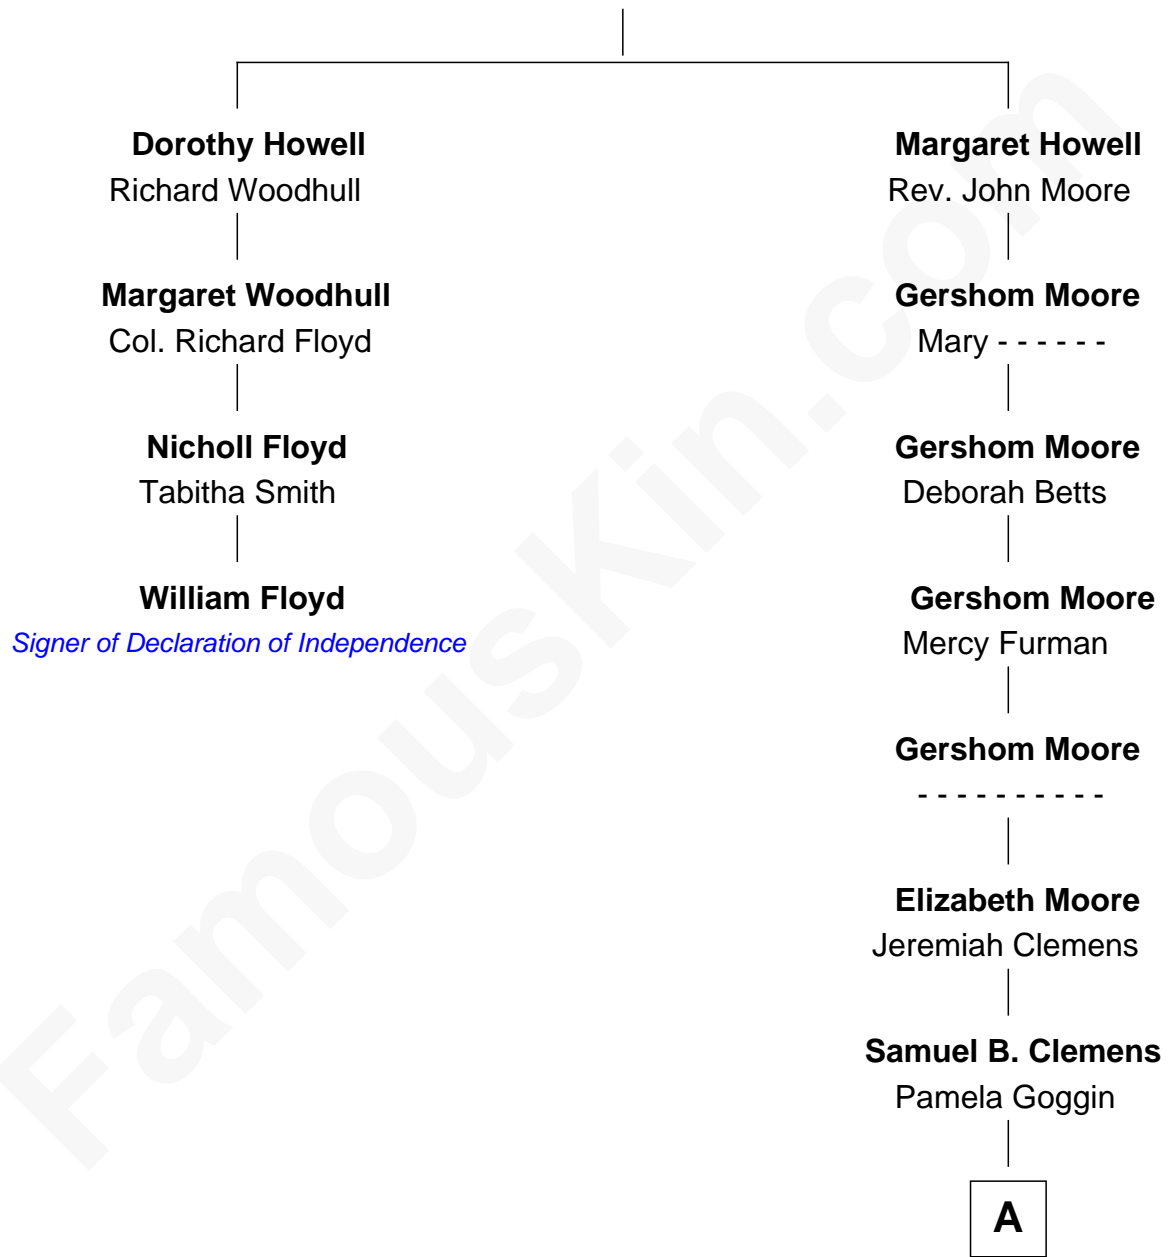 Dorothy Howell
Richard Woodhull
Margaret Woodhull
Col. Richard Floyd
Nicholl Floyd
Tabitha Smith
William Floyd
Signer of Declaration of Independence
Margaret Howell
Rev. John Moore
Gershom Moore
Mary - - - - - -
Gershom Moore
Deborah Betts
Gershom Moore
Mercy Furman
Gershom Moore
- - - - - - - - - -
Elizabeth Moore
Jeremiah Clemens
Samuel B. Clemens
Pamela Goggin
A
FamousKin.com